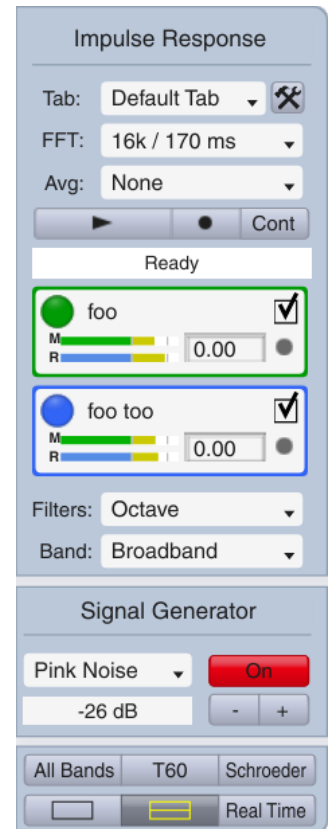 Impulse Response
Tab: Default Tab
FFT: 16k / 170 ms
Avg: None
Cont
Ready
foo
M
R
0.00
foo too
M
R
0.00
Filters: Octave
Band: Broadband
Signal Generator
Pink Noise On
-26 dB - +
All Bands T60 Schroeder
Real Time